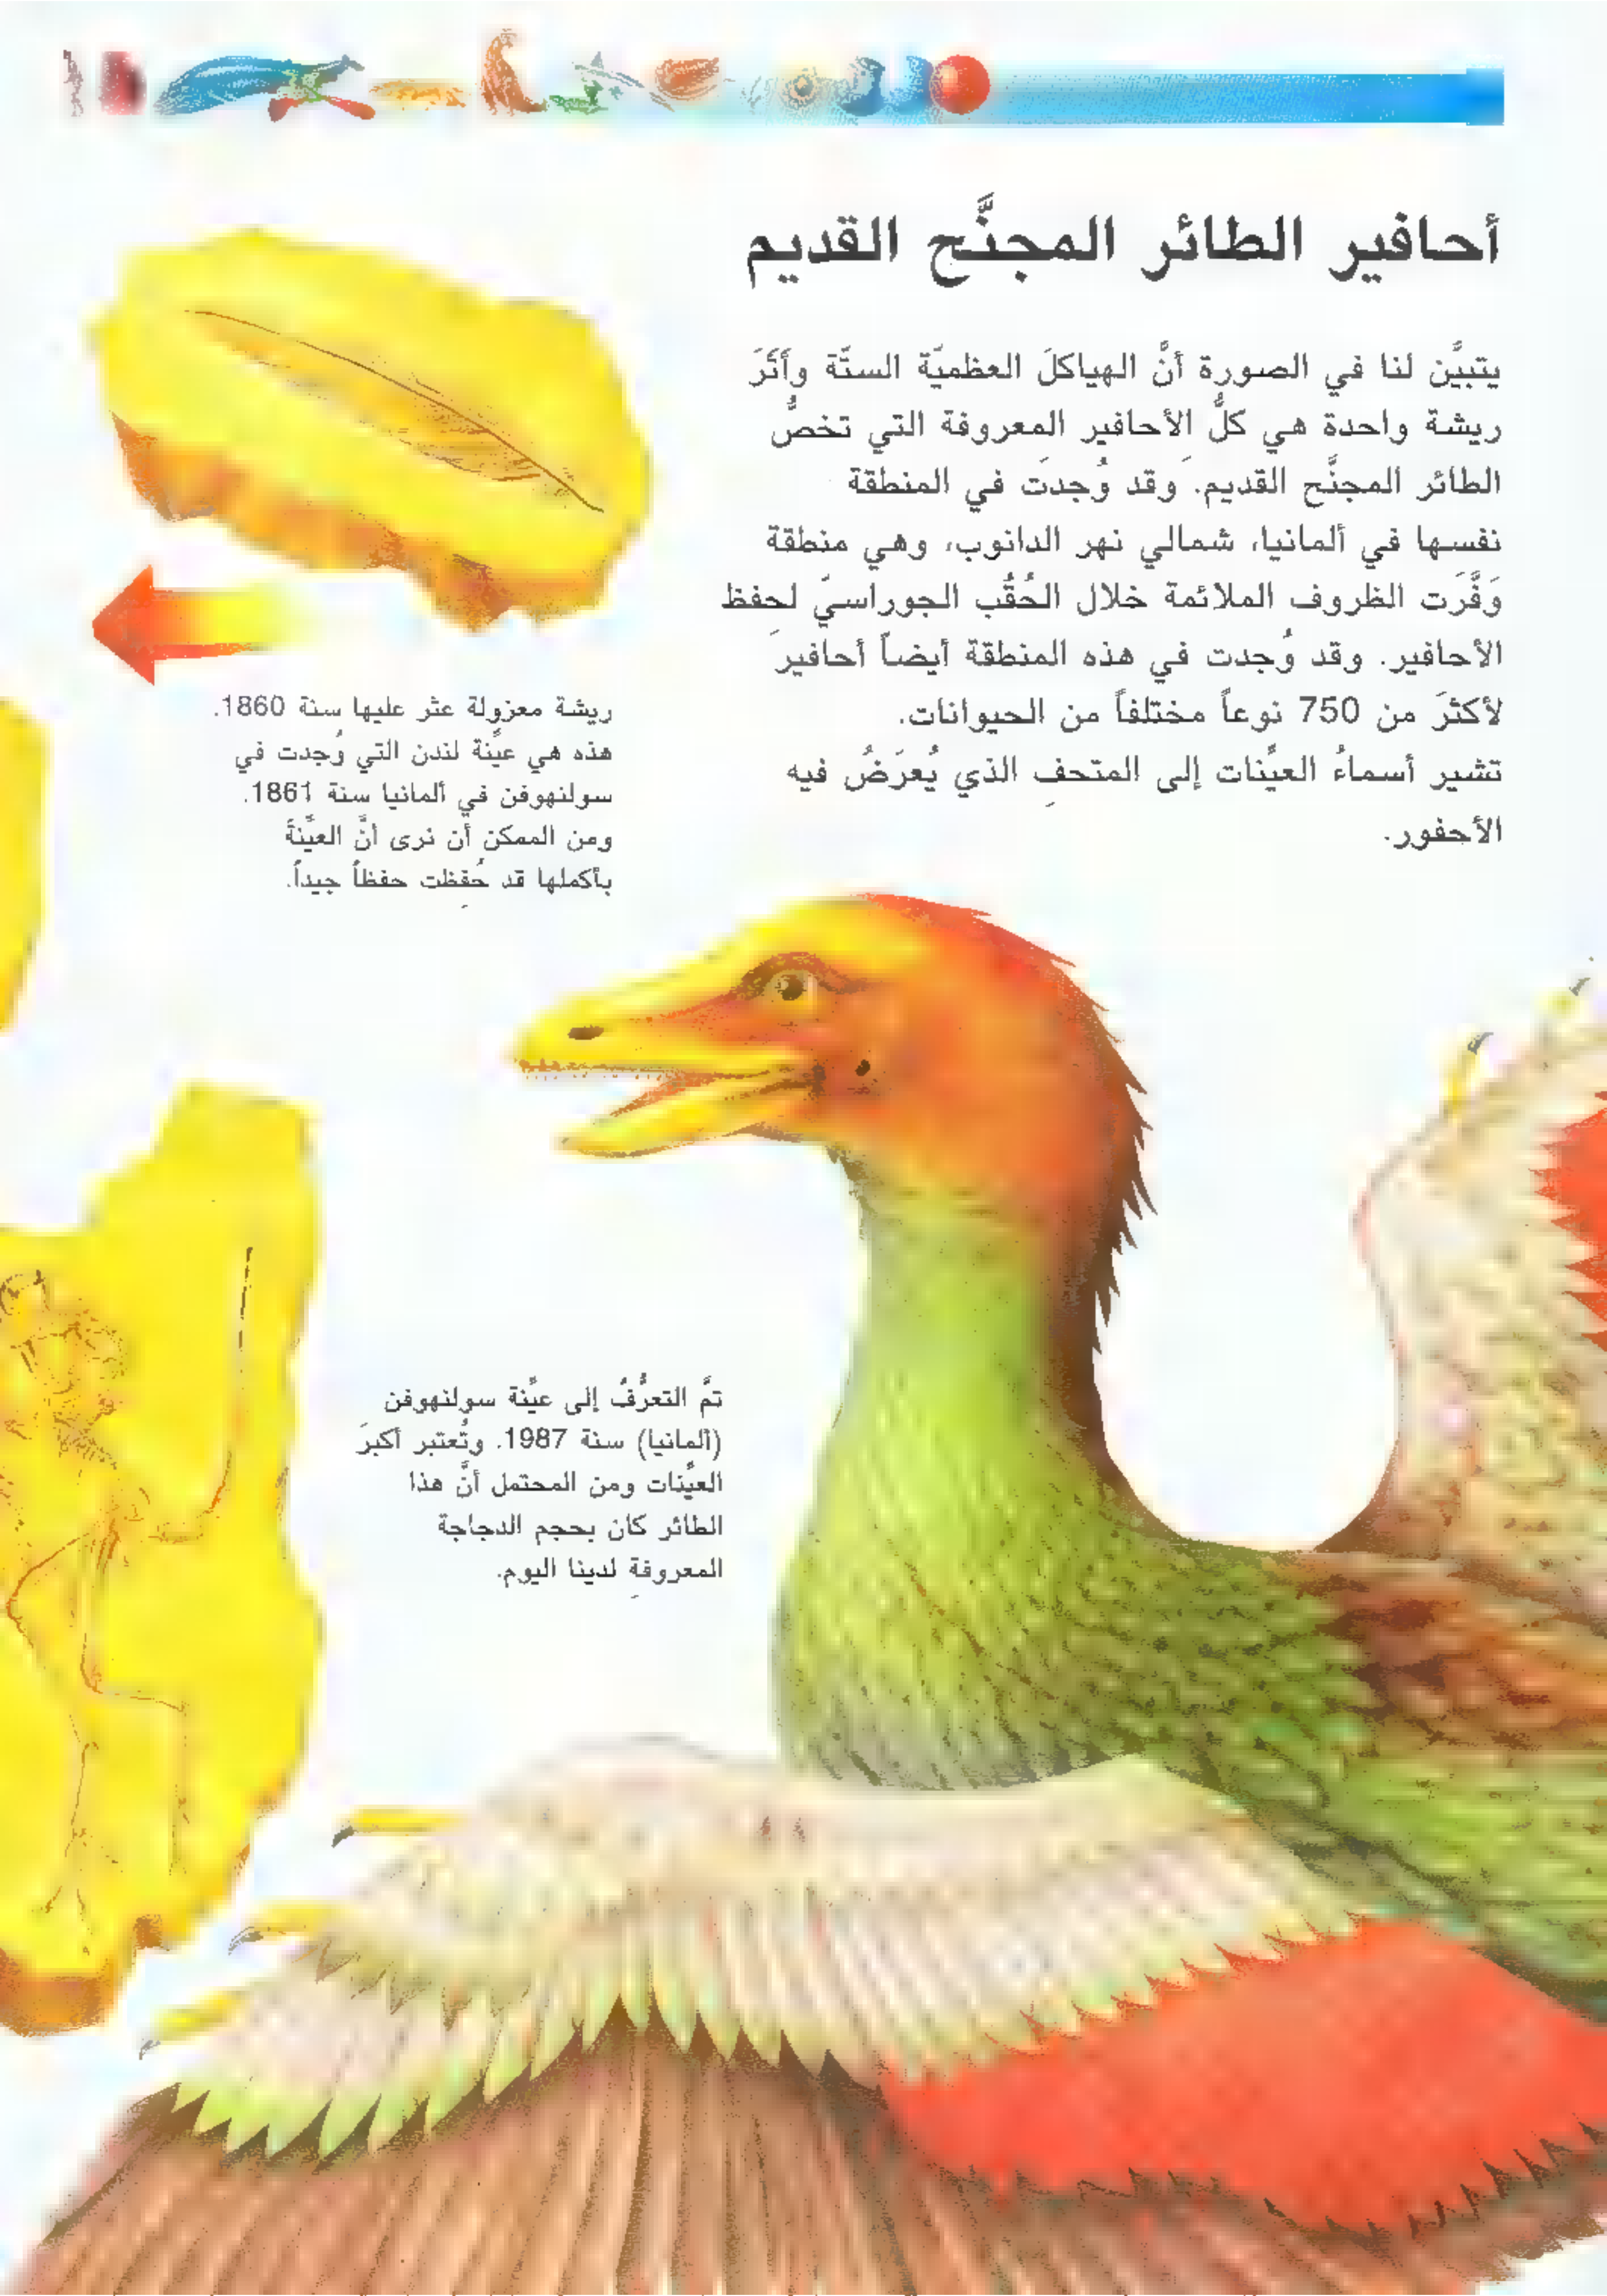 أحافير الطائر المجنَّح القديم
يتبيَّن لنا في الصورة أنَّ الهياكلَ العظميّة الستّة وأثَرَ
ريشة واحدة هي كلُّ الأحافير المعروفة التي تخصُّ
الطائر المجنَّح القديم. وقد وُجِدت في المنطقة
نفسها في ألمانيا، شمالي نهر الدانوب، وهي منطقة
وَفَّرَت الظروف الملائمة خلال الحُقُب الجوراسيّ لحفظ
الأحافير. وقد وُجدت في هذه المنطقة أيضاً أحافيرَ
لأكثرَ من 750 نوعاً مختلفاً من الحيوانات.
تشير أسماءُ العيِّنات إلى المتحفِ الذي يُعرَضُ فيه
الأحفور.
ريشة معزولة عثر عليها سنة 1860.
هذه هي عيِّنة لندن التي وُجدت في
سولنهوفن في ألمانيا سنة 1861.
ومن الممكن أن نرى أنَّ العيِّنةَ
بأكملها قد حُفِظت حفظاً جيداً.
تمَّ التعرُّفُ إلى عيِّنة سولنهوفن
(ألمانيا) سنة 1987. وتُعتبر أكبرَ
العيِّنات ومن المحتمل أنَّ هذا
الطائر كان بحجم الدجاجة
المعروفةِ لدينا اليوم.